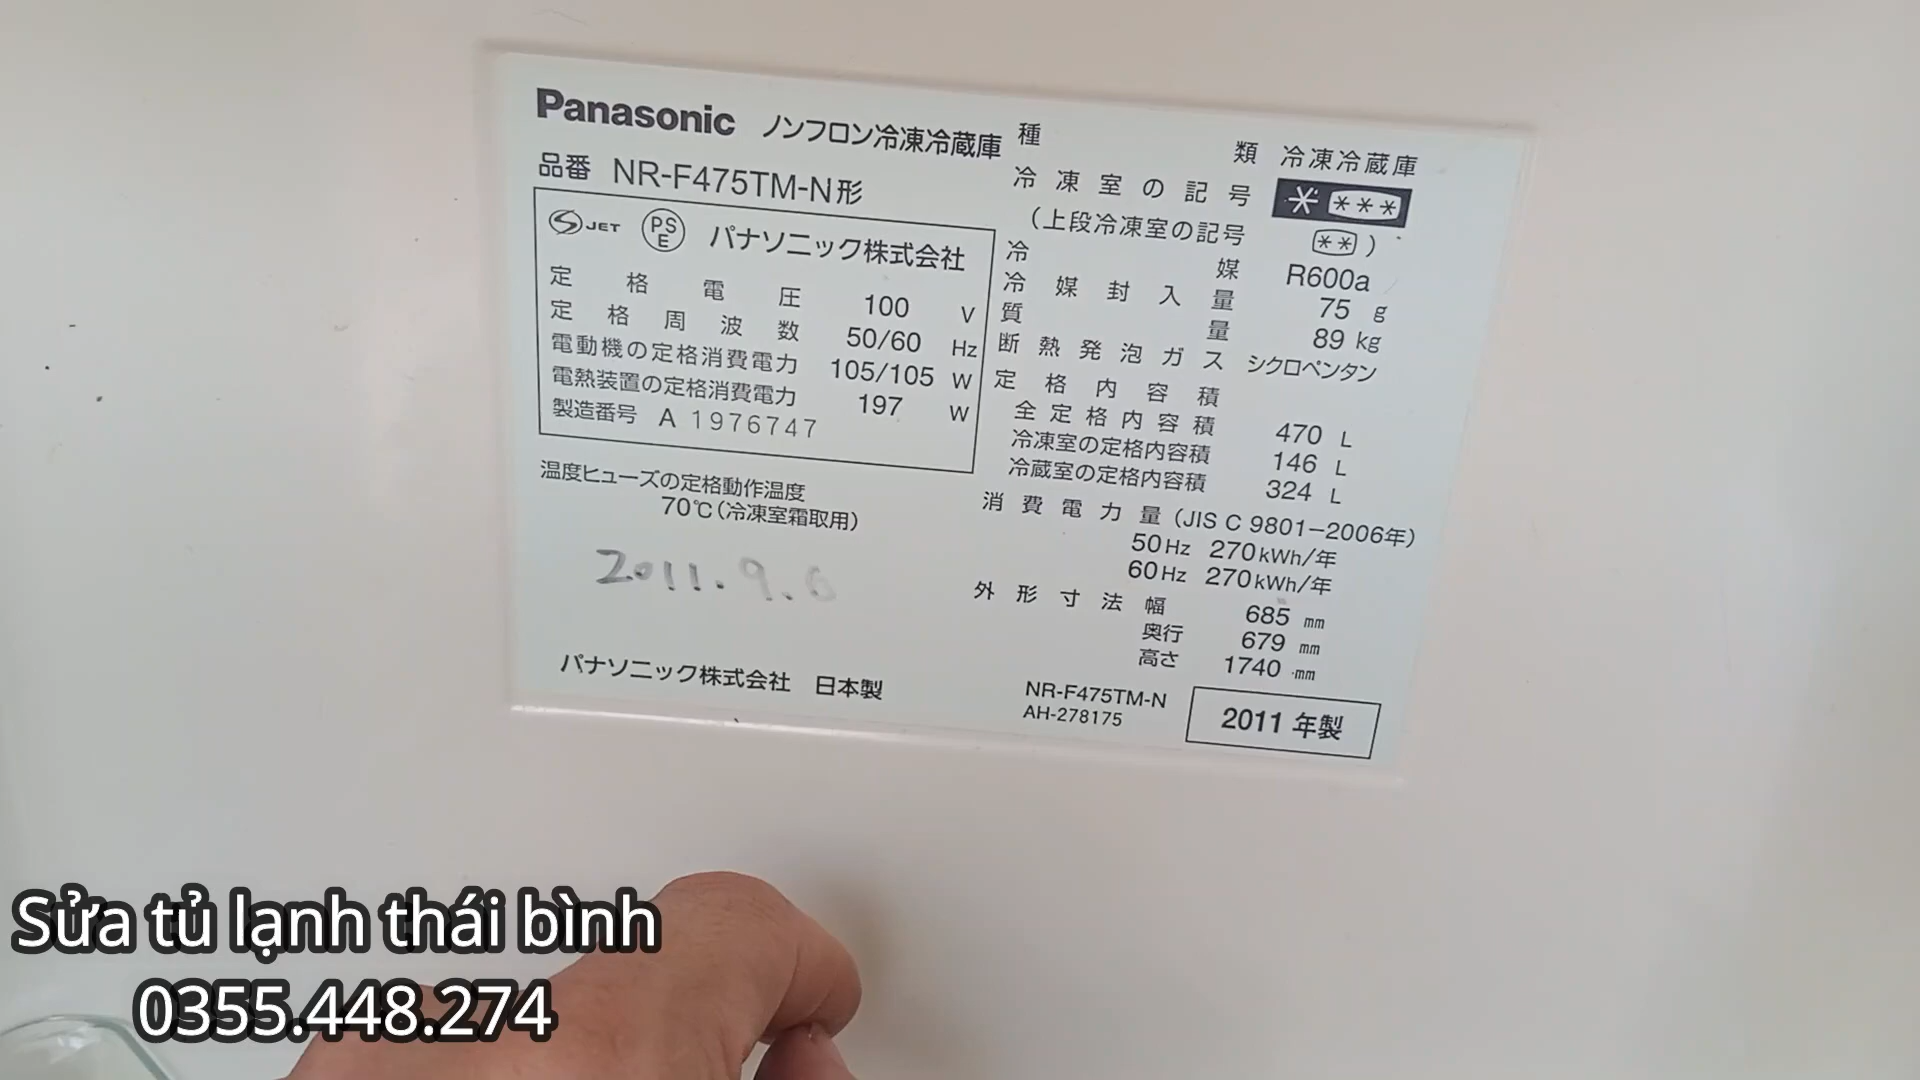 Panasonic ノンフロン冷凍冷蔵庫
品番 NR-F475TM-N形
S JET PS E パナソニック株式会社
定格電圧 100 V
定格周波数 50/60 Hz
電動機の定格消費電力 105/105 W
電熱装置の定格消費電力 197 W
製造番号 A 1976747
温度ヒューズの定格動作温度
70℃(冷凍室霜取用)
2011.9.6
パナソニック株式会社 日本製
種類 冷凍冷蔵庫
冷凍室の記号 * ***
(上段冷凍室の記号 **)
冷媒 R600a
冷媒封入量 75 g
質量 89 kg
断熱発泡ガス シクロペンタン
定格内容積
全定格内容積 470 L
冷凍室の定格内容積 146 L
冷蔵室の定格内容積 324 L
消費電力量(JIS C 9801-2006年)
50Hz 270kWh/年
60Hz 270kWh/年
外形寸法 幅 685 mm
奥行 679 mm
高さ 1740 mm
NR-F475TM-N
AH-278175
2011 年製
Sửa tủ lạnh thái bình
0355.448.274